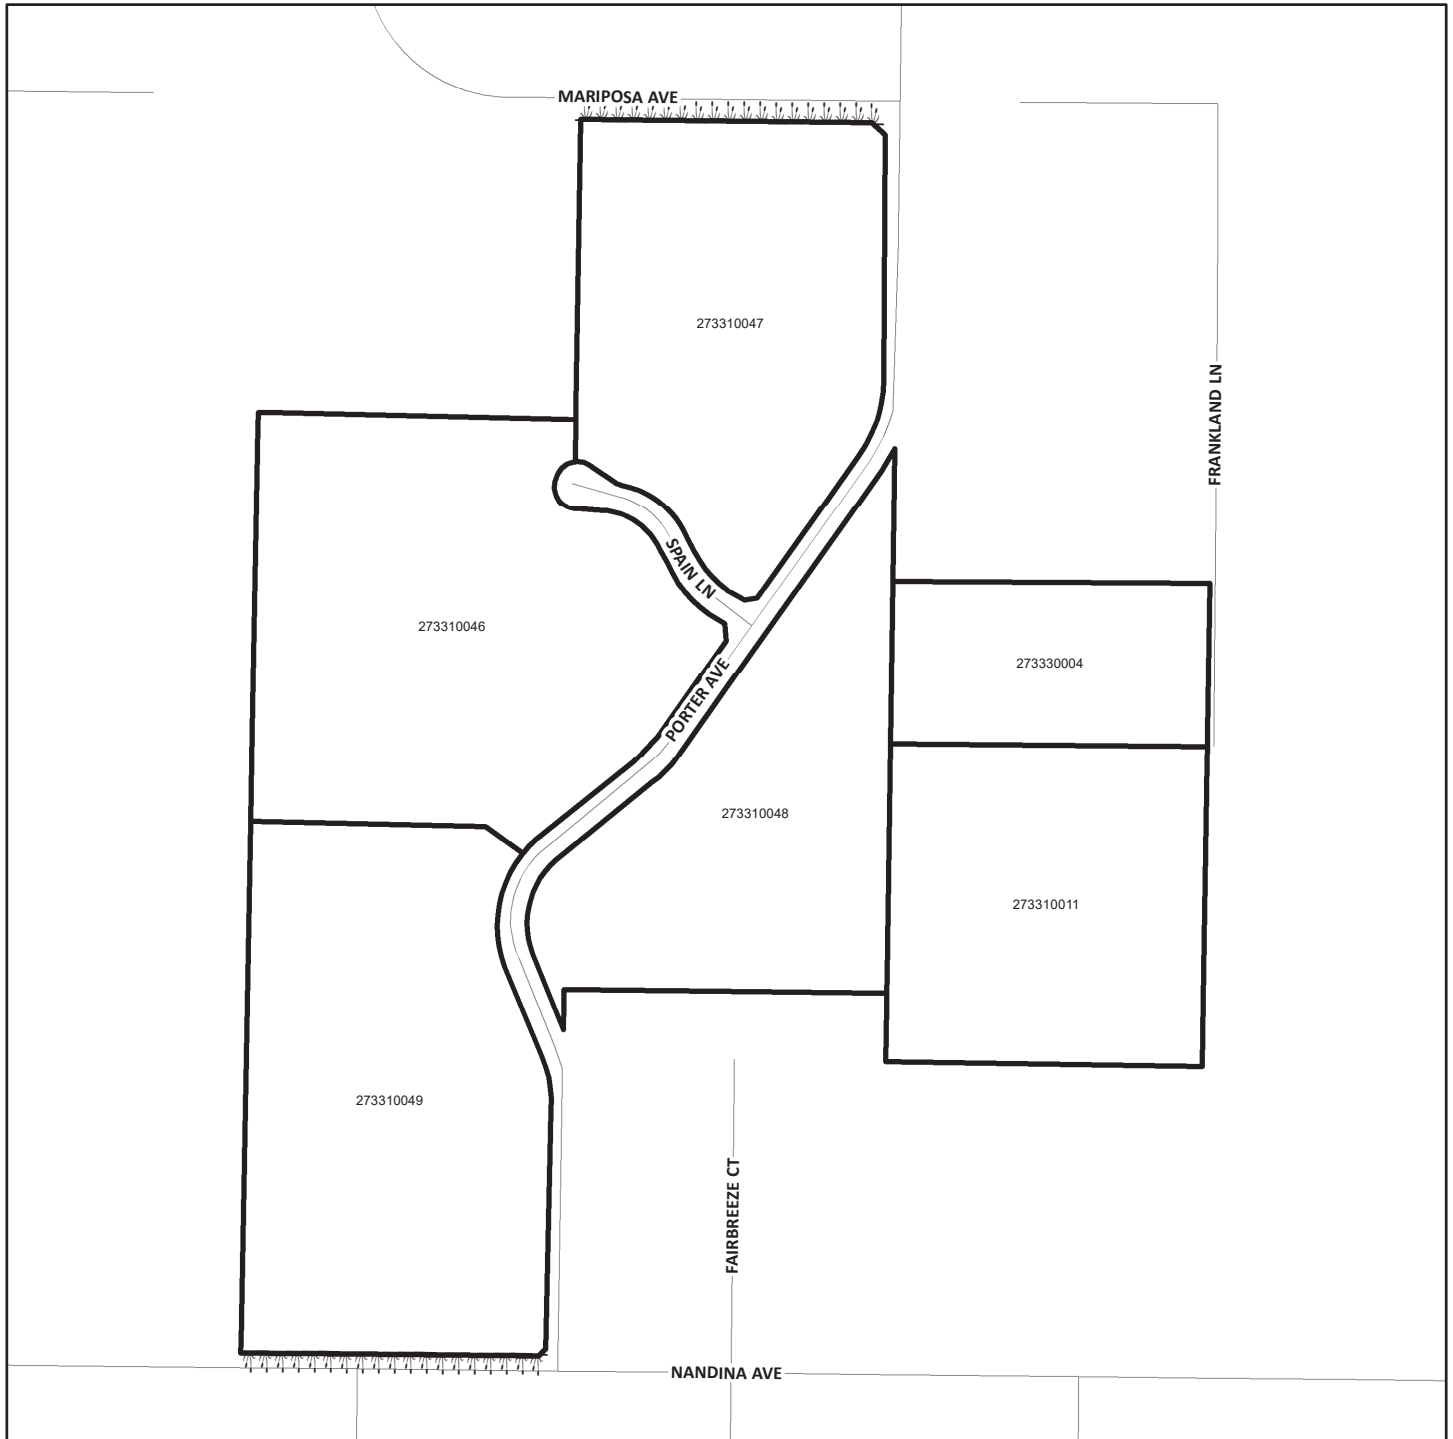 MARIPOSA AVE
273310047
FRANKLAND LN
SPAIN LN
273310046
273330004
PORTER AVE
273310048
273310011
273310049
FAIRBREEZE CT
NANDINA AVE